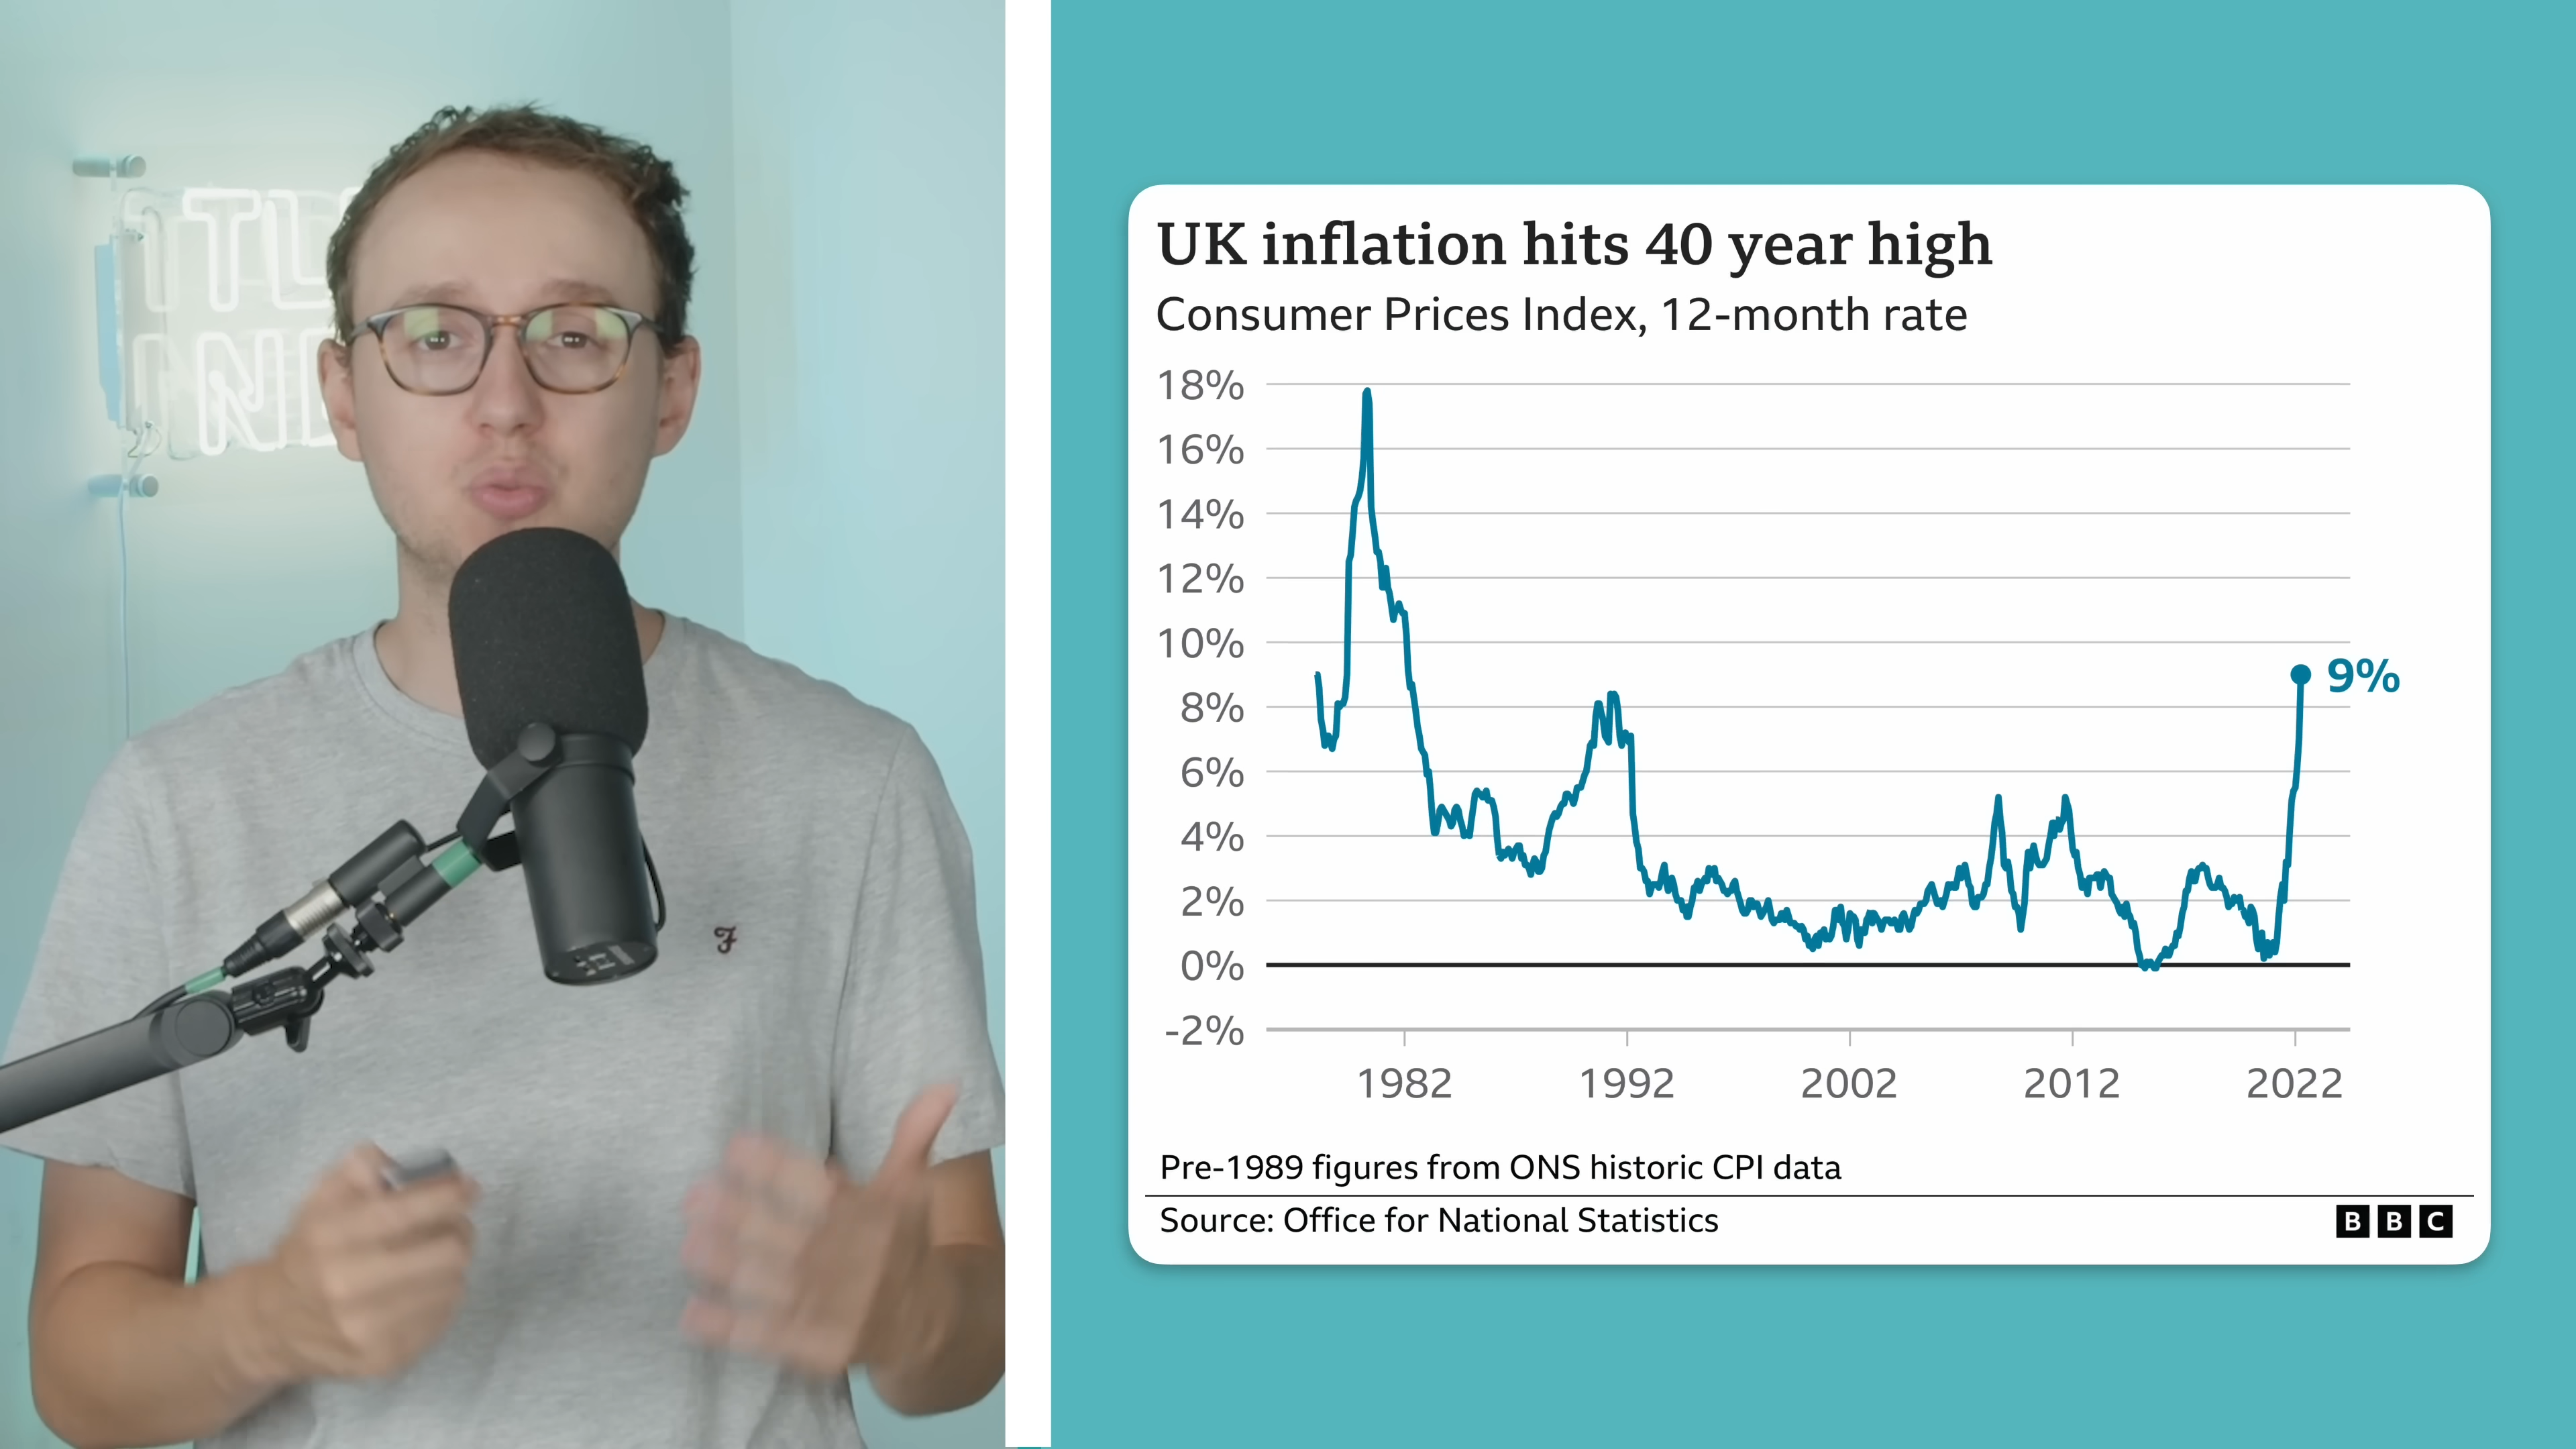 TL
NE
UK inflation hits 40 year high
Consumer Prices Index, 12-month rate
18%
16%
14%
12%
10%
8%
6%
4%
2%
0%
-2%
9%
1982 1992 2002 2012 2022
Pre-1989 figures from ONS historic CPI data
Source: Office for National Statistics
BBC